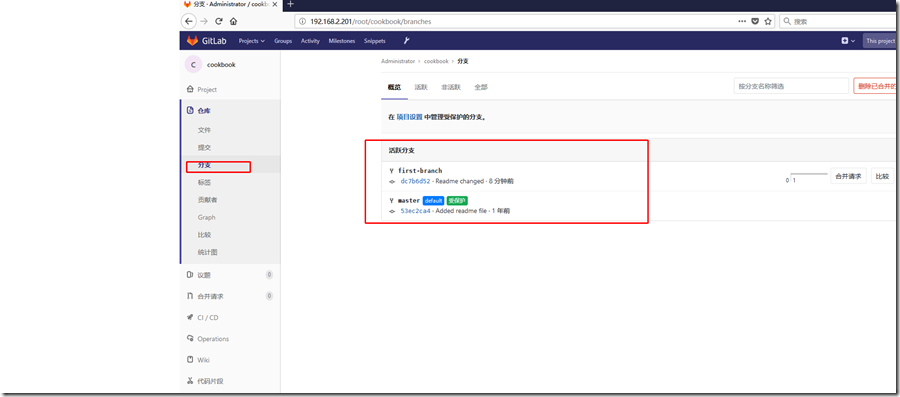 分支 · Administrator / cookb
192.168.2.201/root/cookbook/branches
搜索
GitLab
Projects
Groups
Activity
Milestones
Snippets
This project
C cookbook
Project
仓库
文件
提交
分支
标签
贡献者
Graph
比较
统计图
议题 0
合并请求 0
CI / CD
Operations
Wiki
代码片段
Administrator > cookbook > 分支
概览 活跃 非活跃 全部
按分支名称筛选
删除已合并的
在 项目设置 中管理受保护的分支。
活跃分支
first-branch
dc7b6d52 · Readme changed · 8 分钟前
0 1 合并请求 比较
master default 受保护
53ec2ca4 · Added readme file · 1 年前